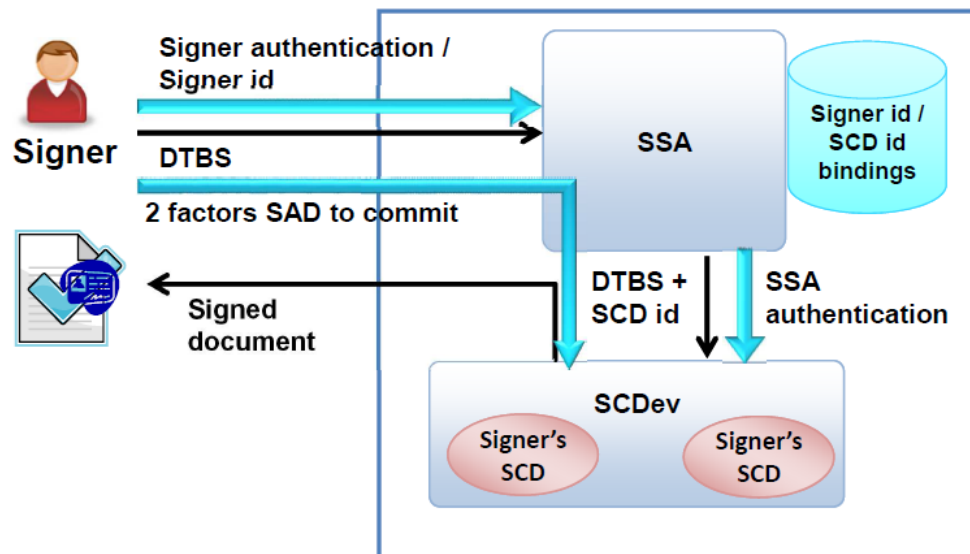 Signer authentication /
Signer id
Signer
DTBS
2 factors SAD to commit
SSA
Signer id /
SCD id
bindings
Signed
document
DTBS +
SCD id
SSA
authentication
SCDev
Signer's
SCD
Signer's
SCD